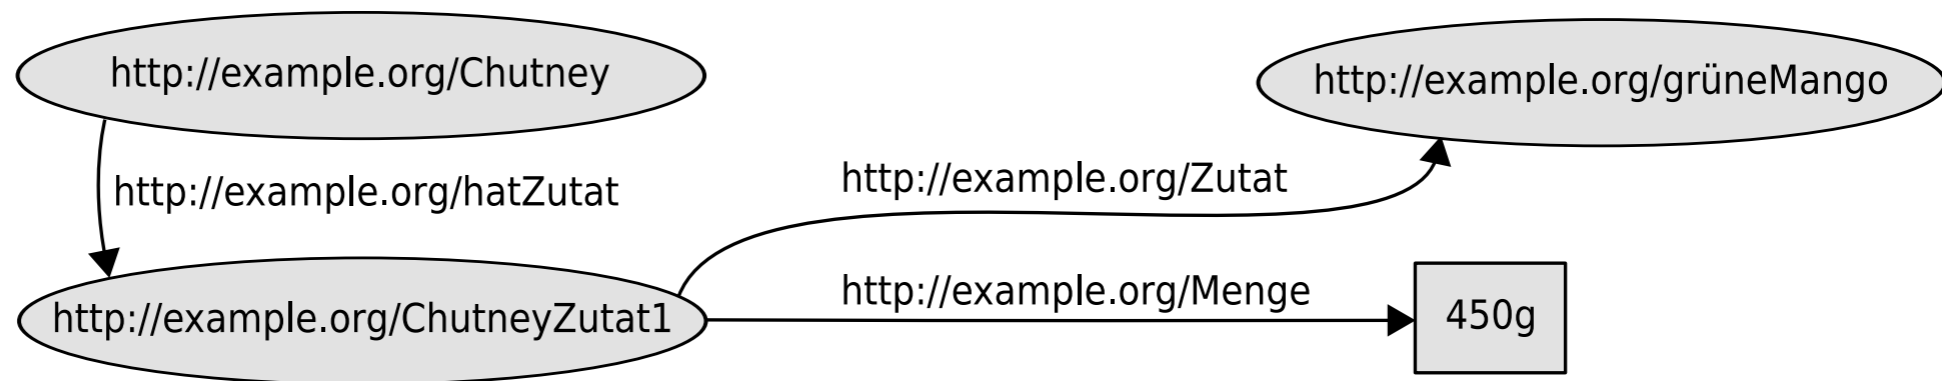 http://example.org/Chutney
http://example.org/grüneMango
http://example.org/hatZutat
http://example.org/Zutat
http://example.org/ChutneyZutat1
http://example.org/Menge
450g